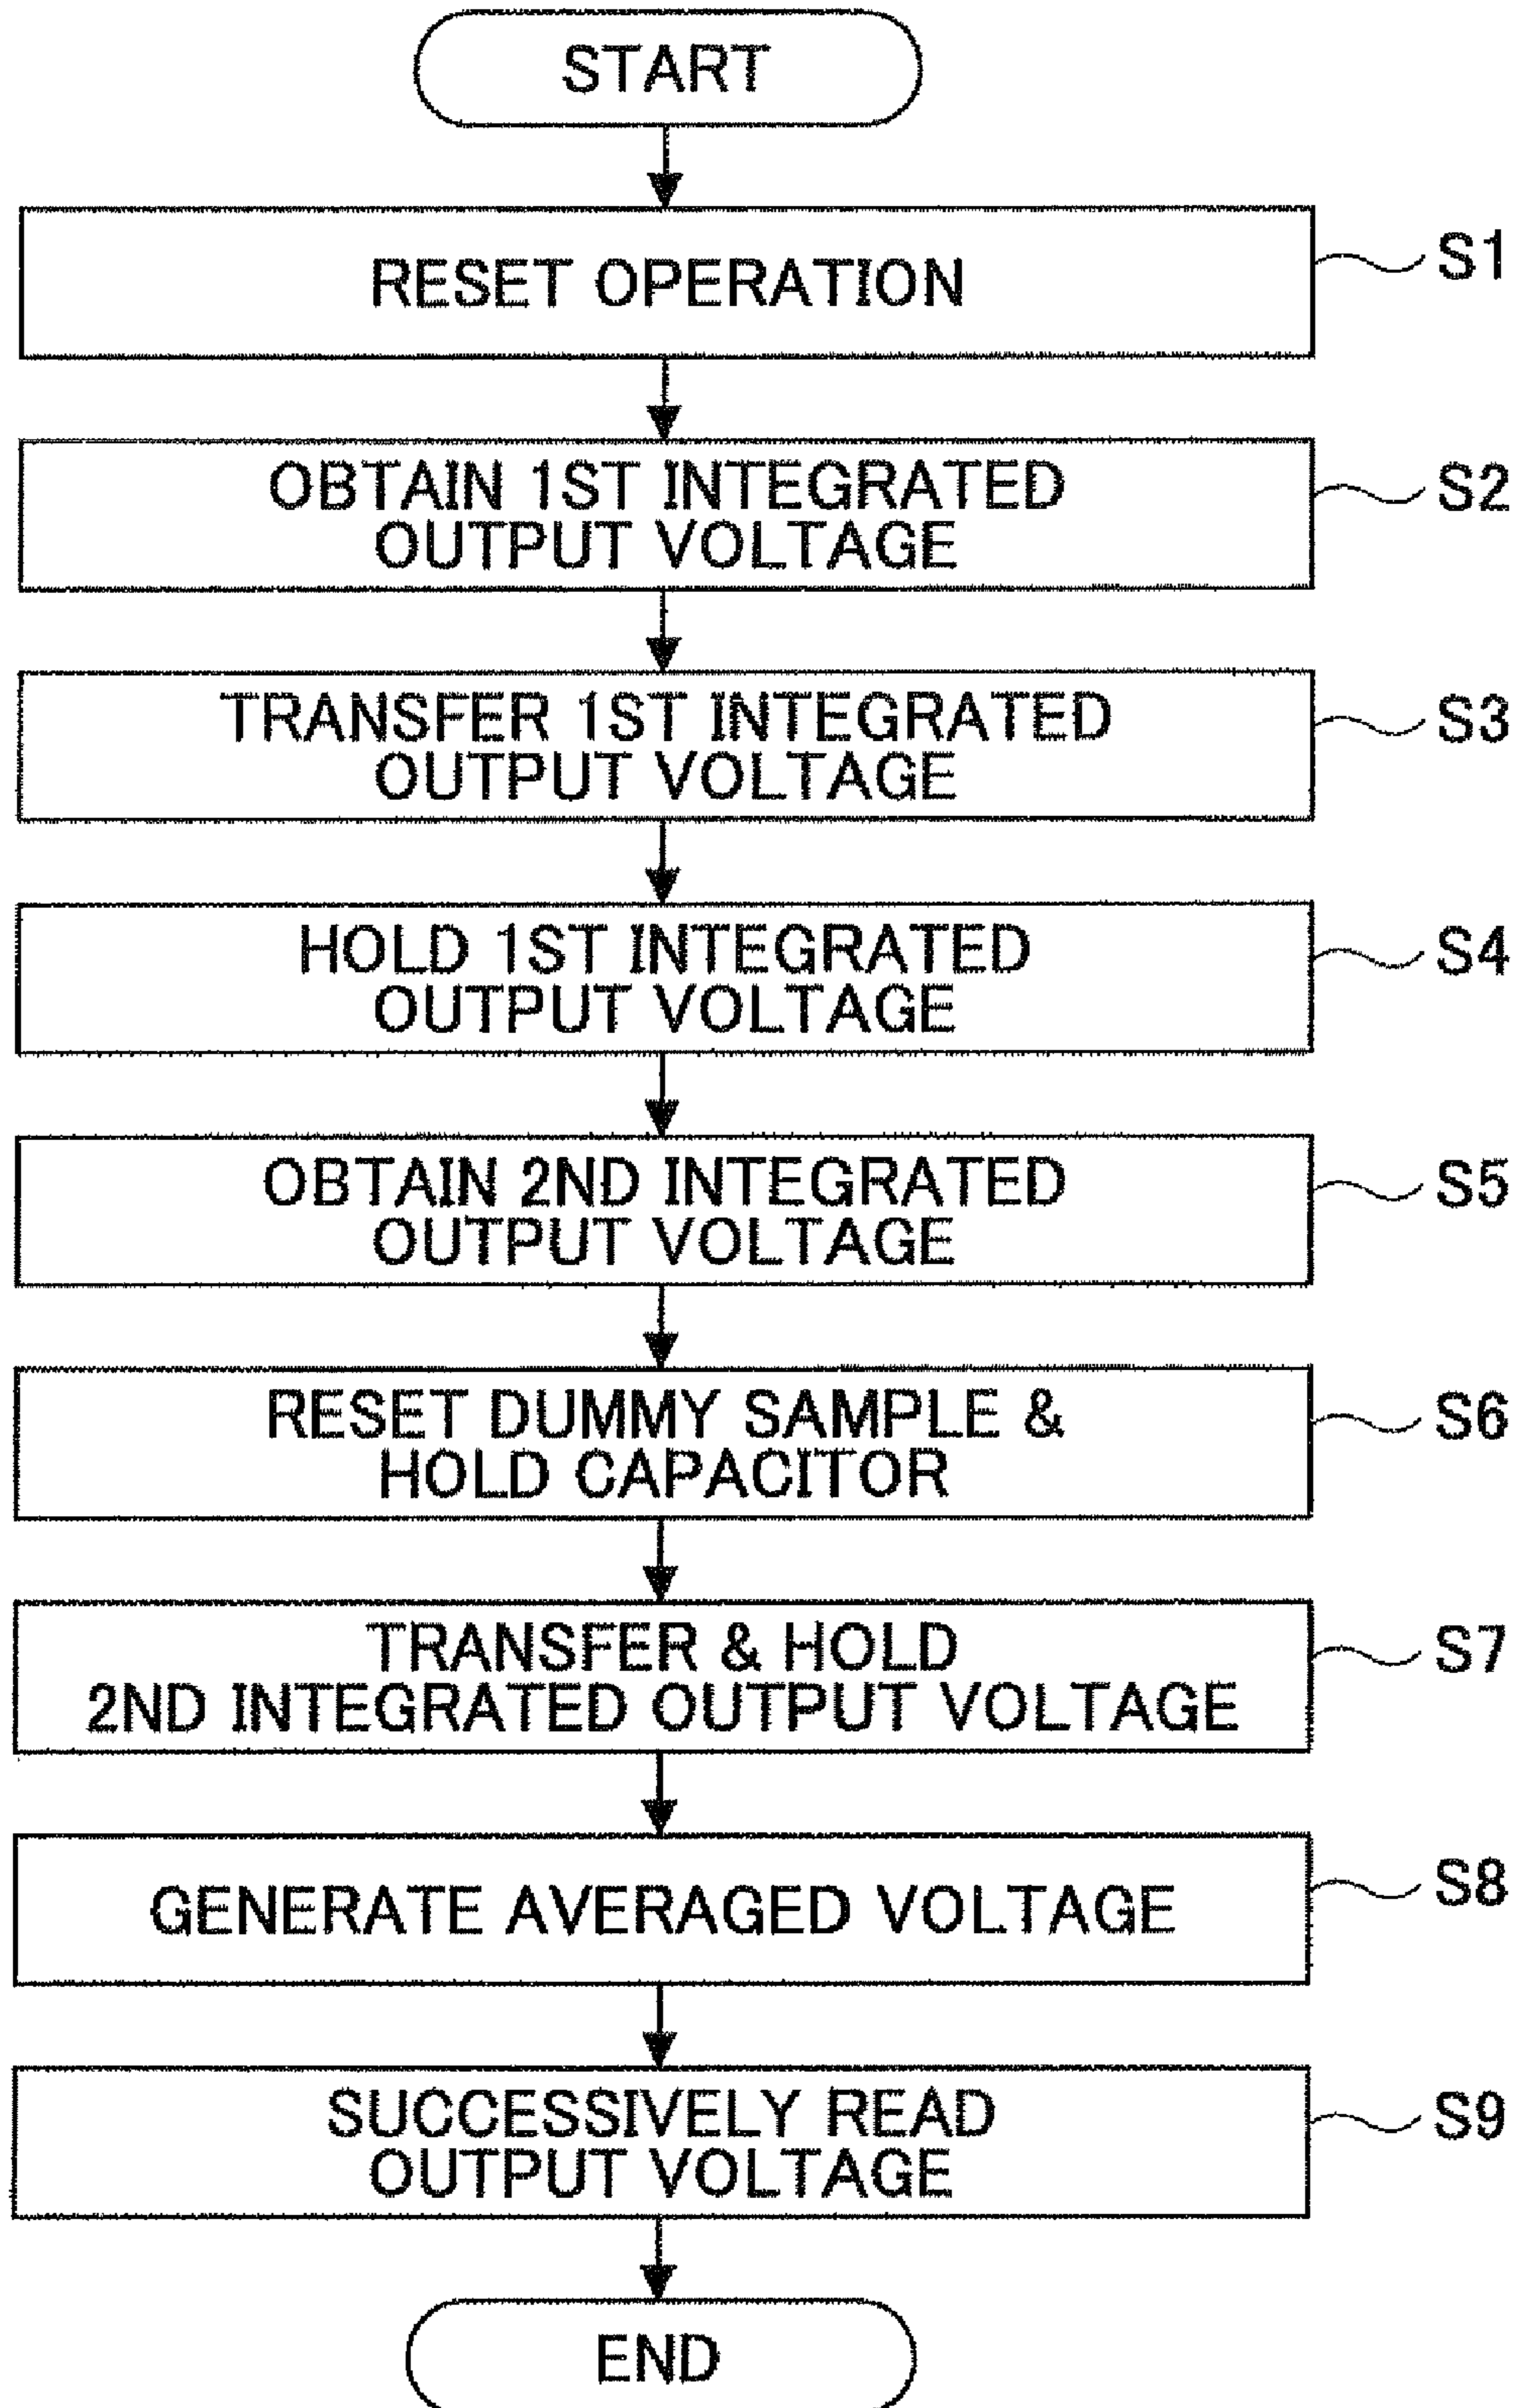 START
RESET OPERATION
S1
OBTAIN 1ST INTEGRATED
OUTPUT VOLTAGE
S2
TRANSFER 1ST INTEGRATED
OUTPUT VOLTAGE
S3
HOLD 1ST INTEGRATED
OUTPUT VOLTAGE
S4
OBTAIN 2ND INTEGRATED
OUTPUT VOLTAGE
S5
RESET DUMMY SAMPLE &
HOLD CAPACITOR
S6
TRANSFER & HOLD
2ND INTEGRATED OUTPUT VOLTAGE
S7
GENERATE AVERAGED VOLTAGE
S8
SUCCESSIVELY READ
OUTPUT VOLTAGE
S9
END